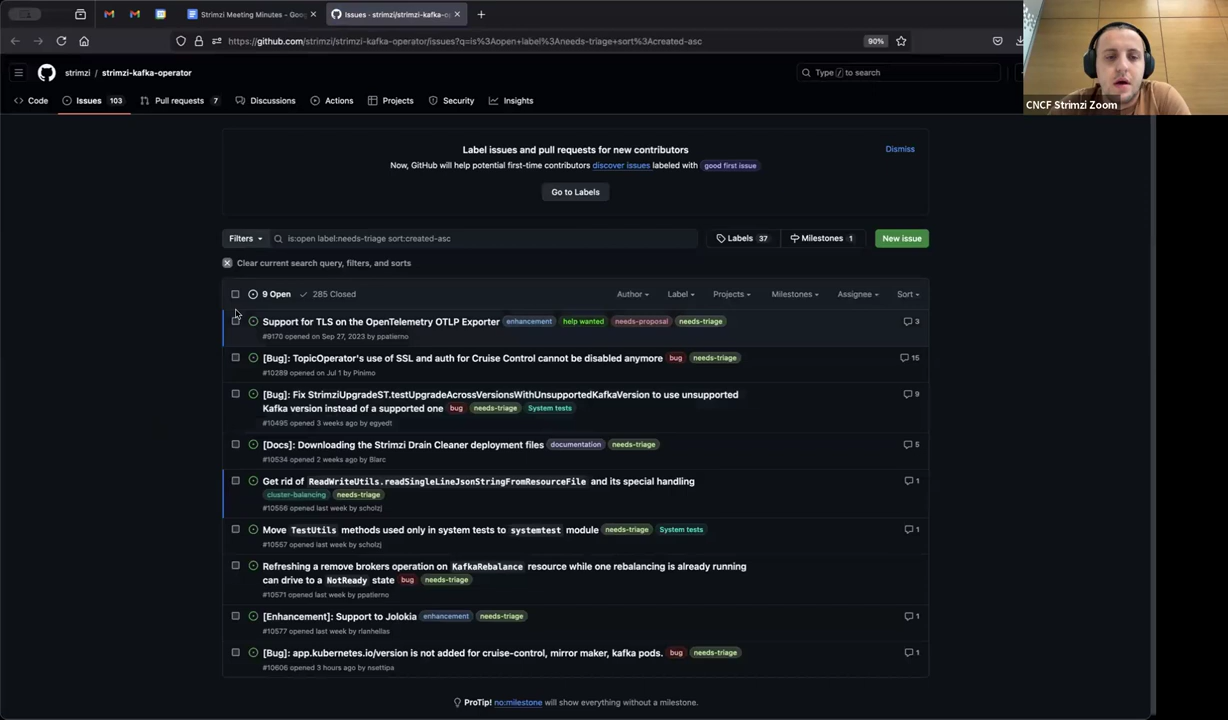 Strimzi Meeting Minutes - Goo
Issues · strimzi/strimzi-kafka-o
https://github.com/strimzi/strimzi-kafka-operator/issues?q=is%3Aopen+label%3Aneeds-triage+sort%3Acreated-asc
90%
strimzi / strimzi-kafka-operator
Type / to search
Code
Issues 103
Pull requests 7
Discussions
Actions
Projects
Security
Insights
CNCF Strimzi Zoom
Label issues and pull requests for new contributors
Dismiss
Now, GitHub will help potential first-time contributors discover issues labeled with good first issue
Go to Labels
Filters
is:open label:needs-triage sort:created-asc
Labels 37
Milestones 1
New issue
Clear current search query, filters, and sorts
9 Open
285 Closed
Author
Label
Projects
Milestones
Assignee
Sort
Support for TLS on the OpenTelemetry OTLP Exporter enhancement help wanted needs-proposal needs-triage 3
#9170 opened on Sep 27, 2023 by ppatierno
[Bug]: TopicOperator's use of SSL and auth for Cruise Control cannot be disabled anymore bug needs-triage 15
#10289 opened on Jul 1 by Pinimo
[Bug]: Fix StrimziUpgradeST.testUpgradeAcrossVersionsWithUnsupportedKafkaVersion to use unsupported 9
Kafka version instead of a supported one bug needs-triage System tests
#10495 opened 3 weeks ago by egyedt
[Docs]: Downloading the Strimzi Drain Cleaner deployment files documentation needs-triage 5
#10534 opened 2 weeks ago by Blarc
Get rid of ReadWriteUtils.readSingleLineJsonStringFromResourceFile and its special handling 1
cluster-balancing needs-triage
#10556 opened last week by scholzj
Move TestUtils methods used only in system tests to systemtest module needs-triage System tests 1
#10557 opened last week by scholzj
Refreshing a remove brokers operation on KafkaRebalance resource while one rebalancing is already running
can drive to a NotReady state bug needs-triage
#10571 opened last week by ppatierno
[Enhancement]: Support to Jolokia enhancement needs-triage 1
#10577 opened last week by rlanhellas
[Bug]: app.kubernetes.io/version is not added for cruise-control, mirror maker, kafka pods. bug needs-triage 1
#10606 opened 3 hours ago by nsettipa
ProTip! no:milestone will show everything without a milestone.